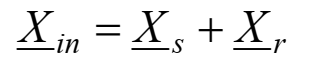 X_in = X_s + X_r